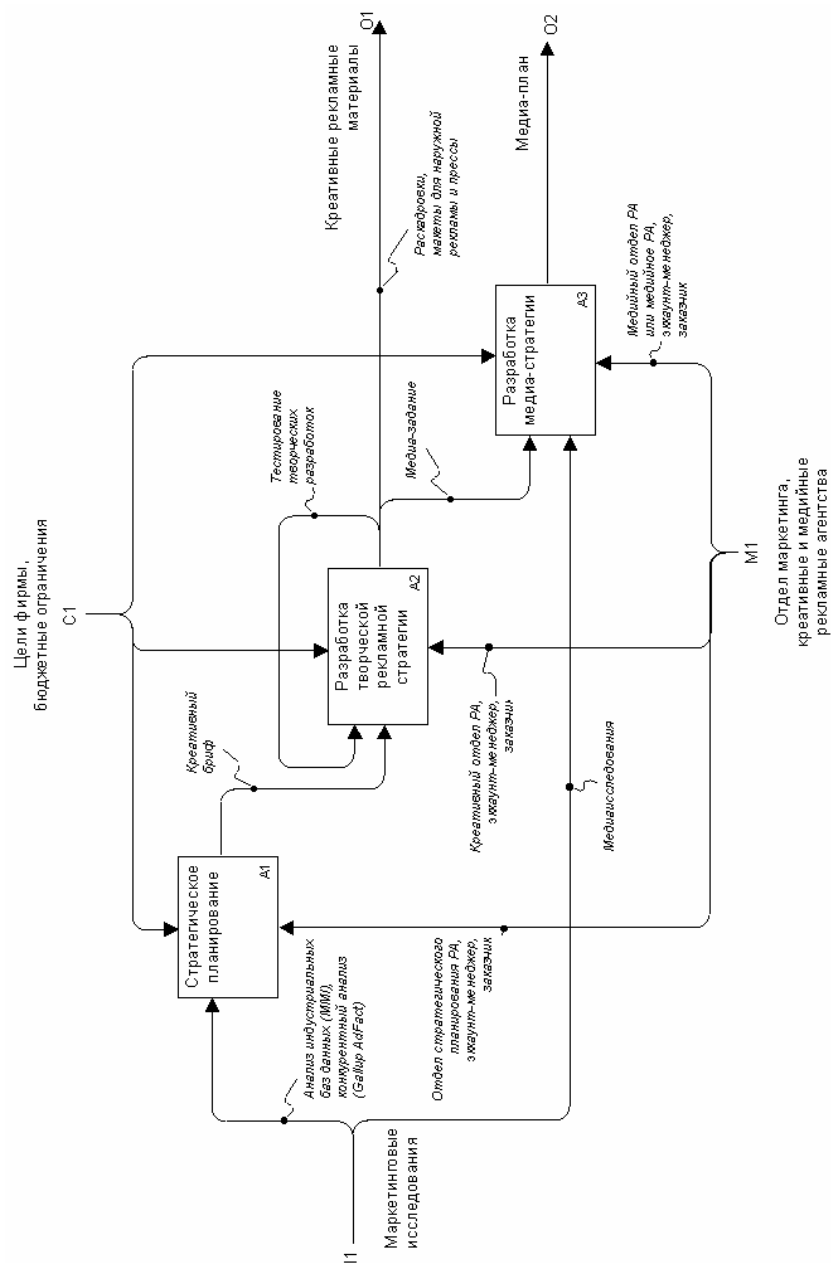 Цели фирмы,
бюджетные ограничения
C1
I1
Маркетинговые
исследования
Анализ индустриальных
баз данных (MMI),
конкурентный анализ
(Gallup AdFact)
Стратегическое
планирование
A1
Креативный
бриф
Отдел стратегического
планирования РА,
эккаунт-менеджер,
заказчик
Разработка
творческой
рекламной
стратегии
A2
Тестирование
творческих
разработок
Креативный отдел РА,
эккаунт-менеджер,
заказчик
Медиаисследования
Медиа-задание
Разработка
медиа-стратегии
A3
Раскадровки,
макеты для наружной
рекламы и прессы
Медийный отдел РА
или медийное РА,
эккаунт-менеджер,
заказчик
Креативные рекламные
материалы
O1
Медиа-план
O2
M1
Отдел маркетинга,
креативные и медийные
рекламные агентства